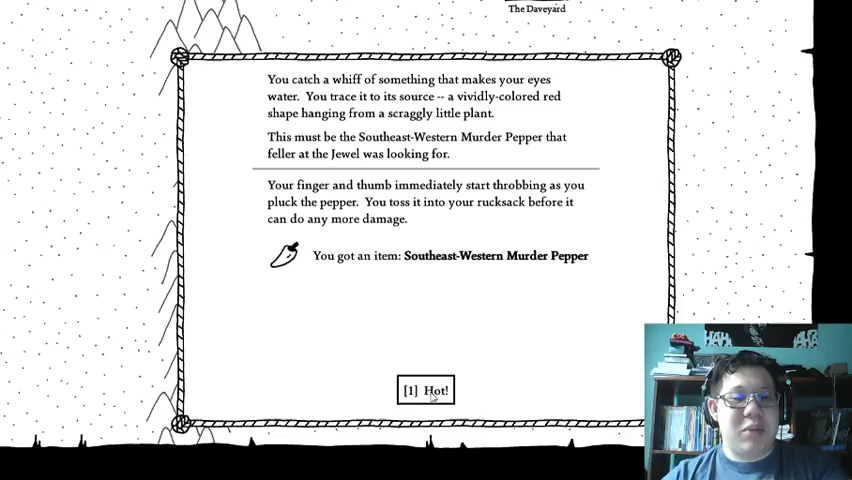 The Daveyard
You catch a whiff of something that makes your eyes
water. You trace it to its source -- a vividly-colored red
shape hanging from a scraggly little plant.
This must be the Southeast-Western Murder Pepper that
feller at the Jewel was looking for.
Your finger and thumb immediately start throbbing as you
pluck the pepper. You toss it into your rucksack before it
can do any more damage.
You got an item: Southeast-Western Murder Pepper
[1] Hot!
HAHA
HAHA